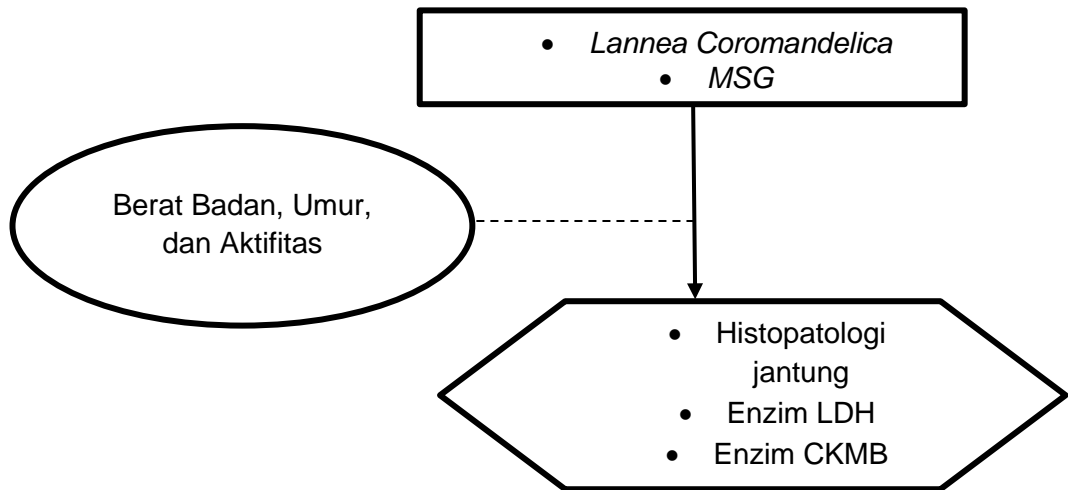 • Lannea Coromandelica
• MSG
Berat Badan, Umur,
dan Aktifitas
• Histopatologi
jantung
• Enzim LDH
• Enzim CKMB